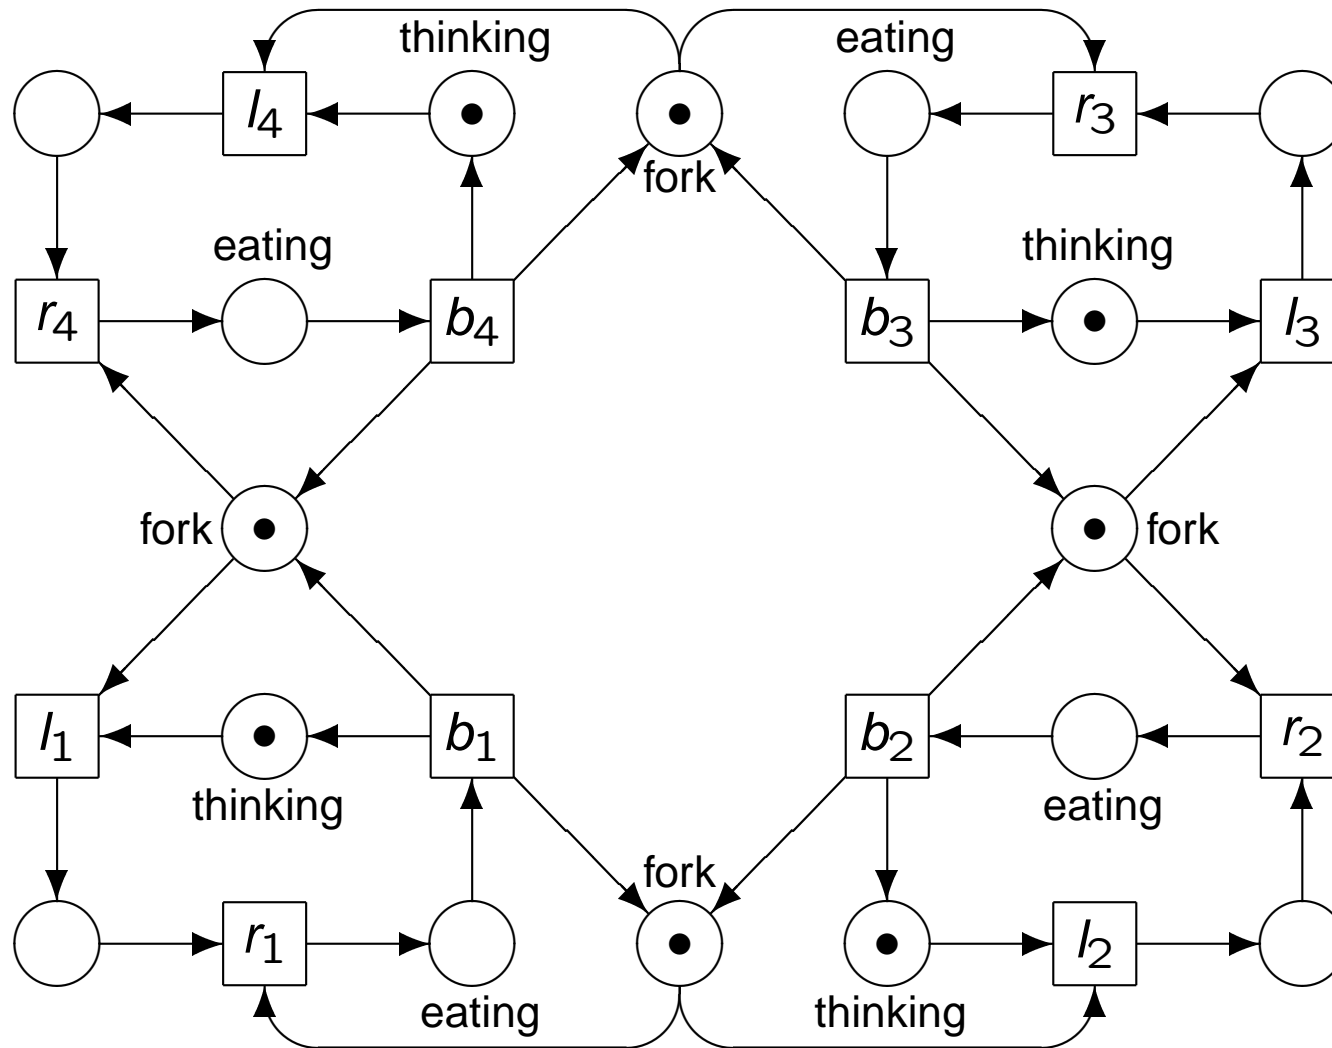 thinking
eating
l4
r3
fork
eating
thinking
r4
b4
b3
l3
fork
fork
l1
b1
b2
r2
thinking
eating
fork
r1
l2
eating
thinking